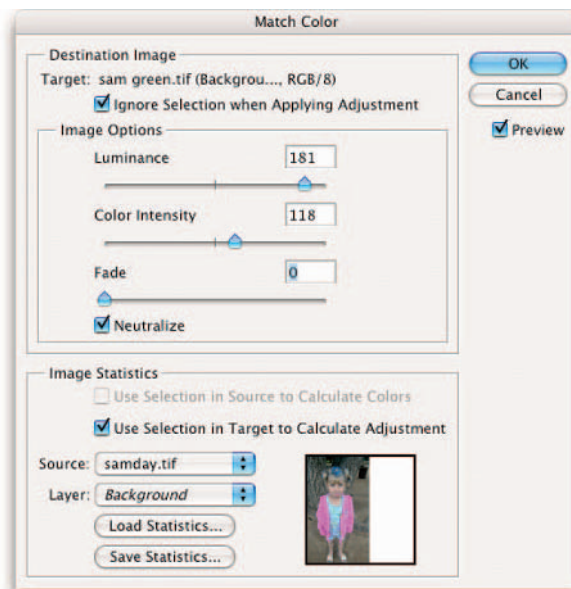 Match Color
Destination Image
Target: sam green.tif (Backgrou..., RGB/8)
Ignore Selection when Applying Adjustment
Image Options
Luminance 181
Color Intensity 118
Fade 0
Neutralize
OK
Cancel
Preview
Image Statistics
Use Selection in Source to Calculate Colors
Use Selection in Target to Calculate Adjustment
Source: samday.tif
Layer: Background
Load Statistics...
Save Statistics...